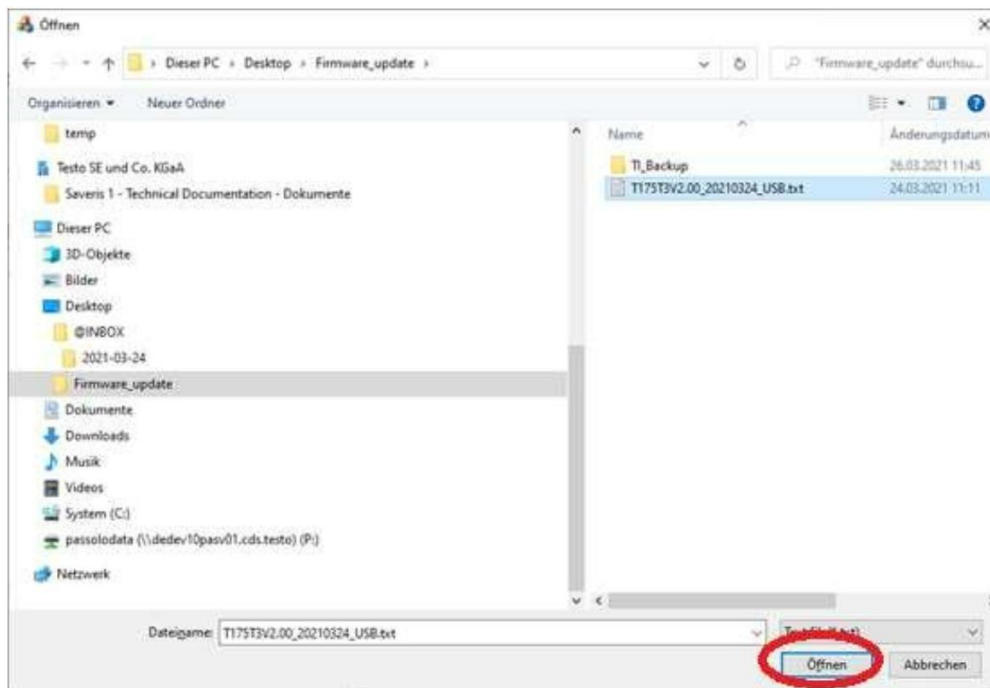 Öffnen
Dieser PC › Desktop › Firmware_update ›
"Firmware_update" durchsu...
Organisieren
Neuer Ordner
temp
Testo SE und Co. KGaA
Saveris 1 - Technical Documentation - Dokumente
Dieser PC
3D-Objekte
Bilder
Desktop
@INBOX
2021-03-24
Firmware_update
Dokumente
Downloads
Musik
Videos
System (C:)
passolodata (\\dedev10pasv01.cds.testo) (P:)
Netzwerk
Name Änderungsdatum
TI_Backup 26.03.2021 11:45
T175T3V2.00_20210324_USB.txt 24.03.2021 11:11
Dateiname: T175T3V2.00_20210324_USB.txt
Öffnen Abbrechen